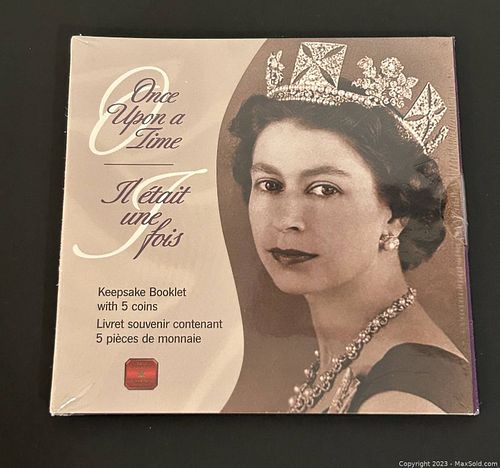 Once
Upon a
Time
Il était
une
fois
Keepsake Booklet
with 5 coins
Livret souvenir contenant
5 pièces de monnaie
Copyright 2023 - MaxSold.com